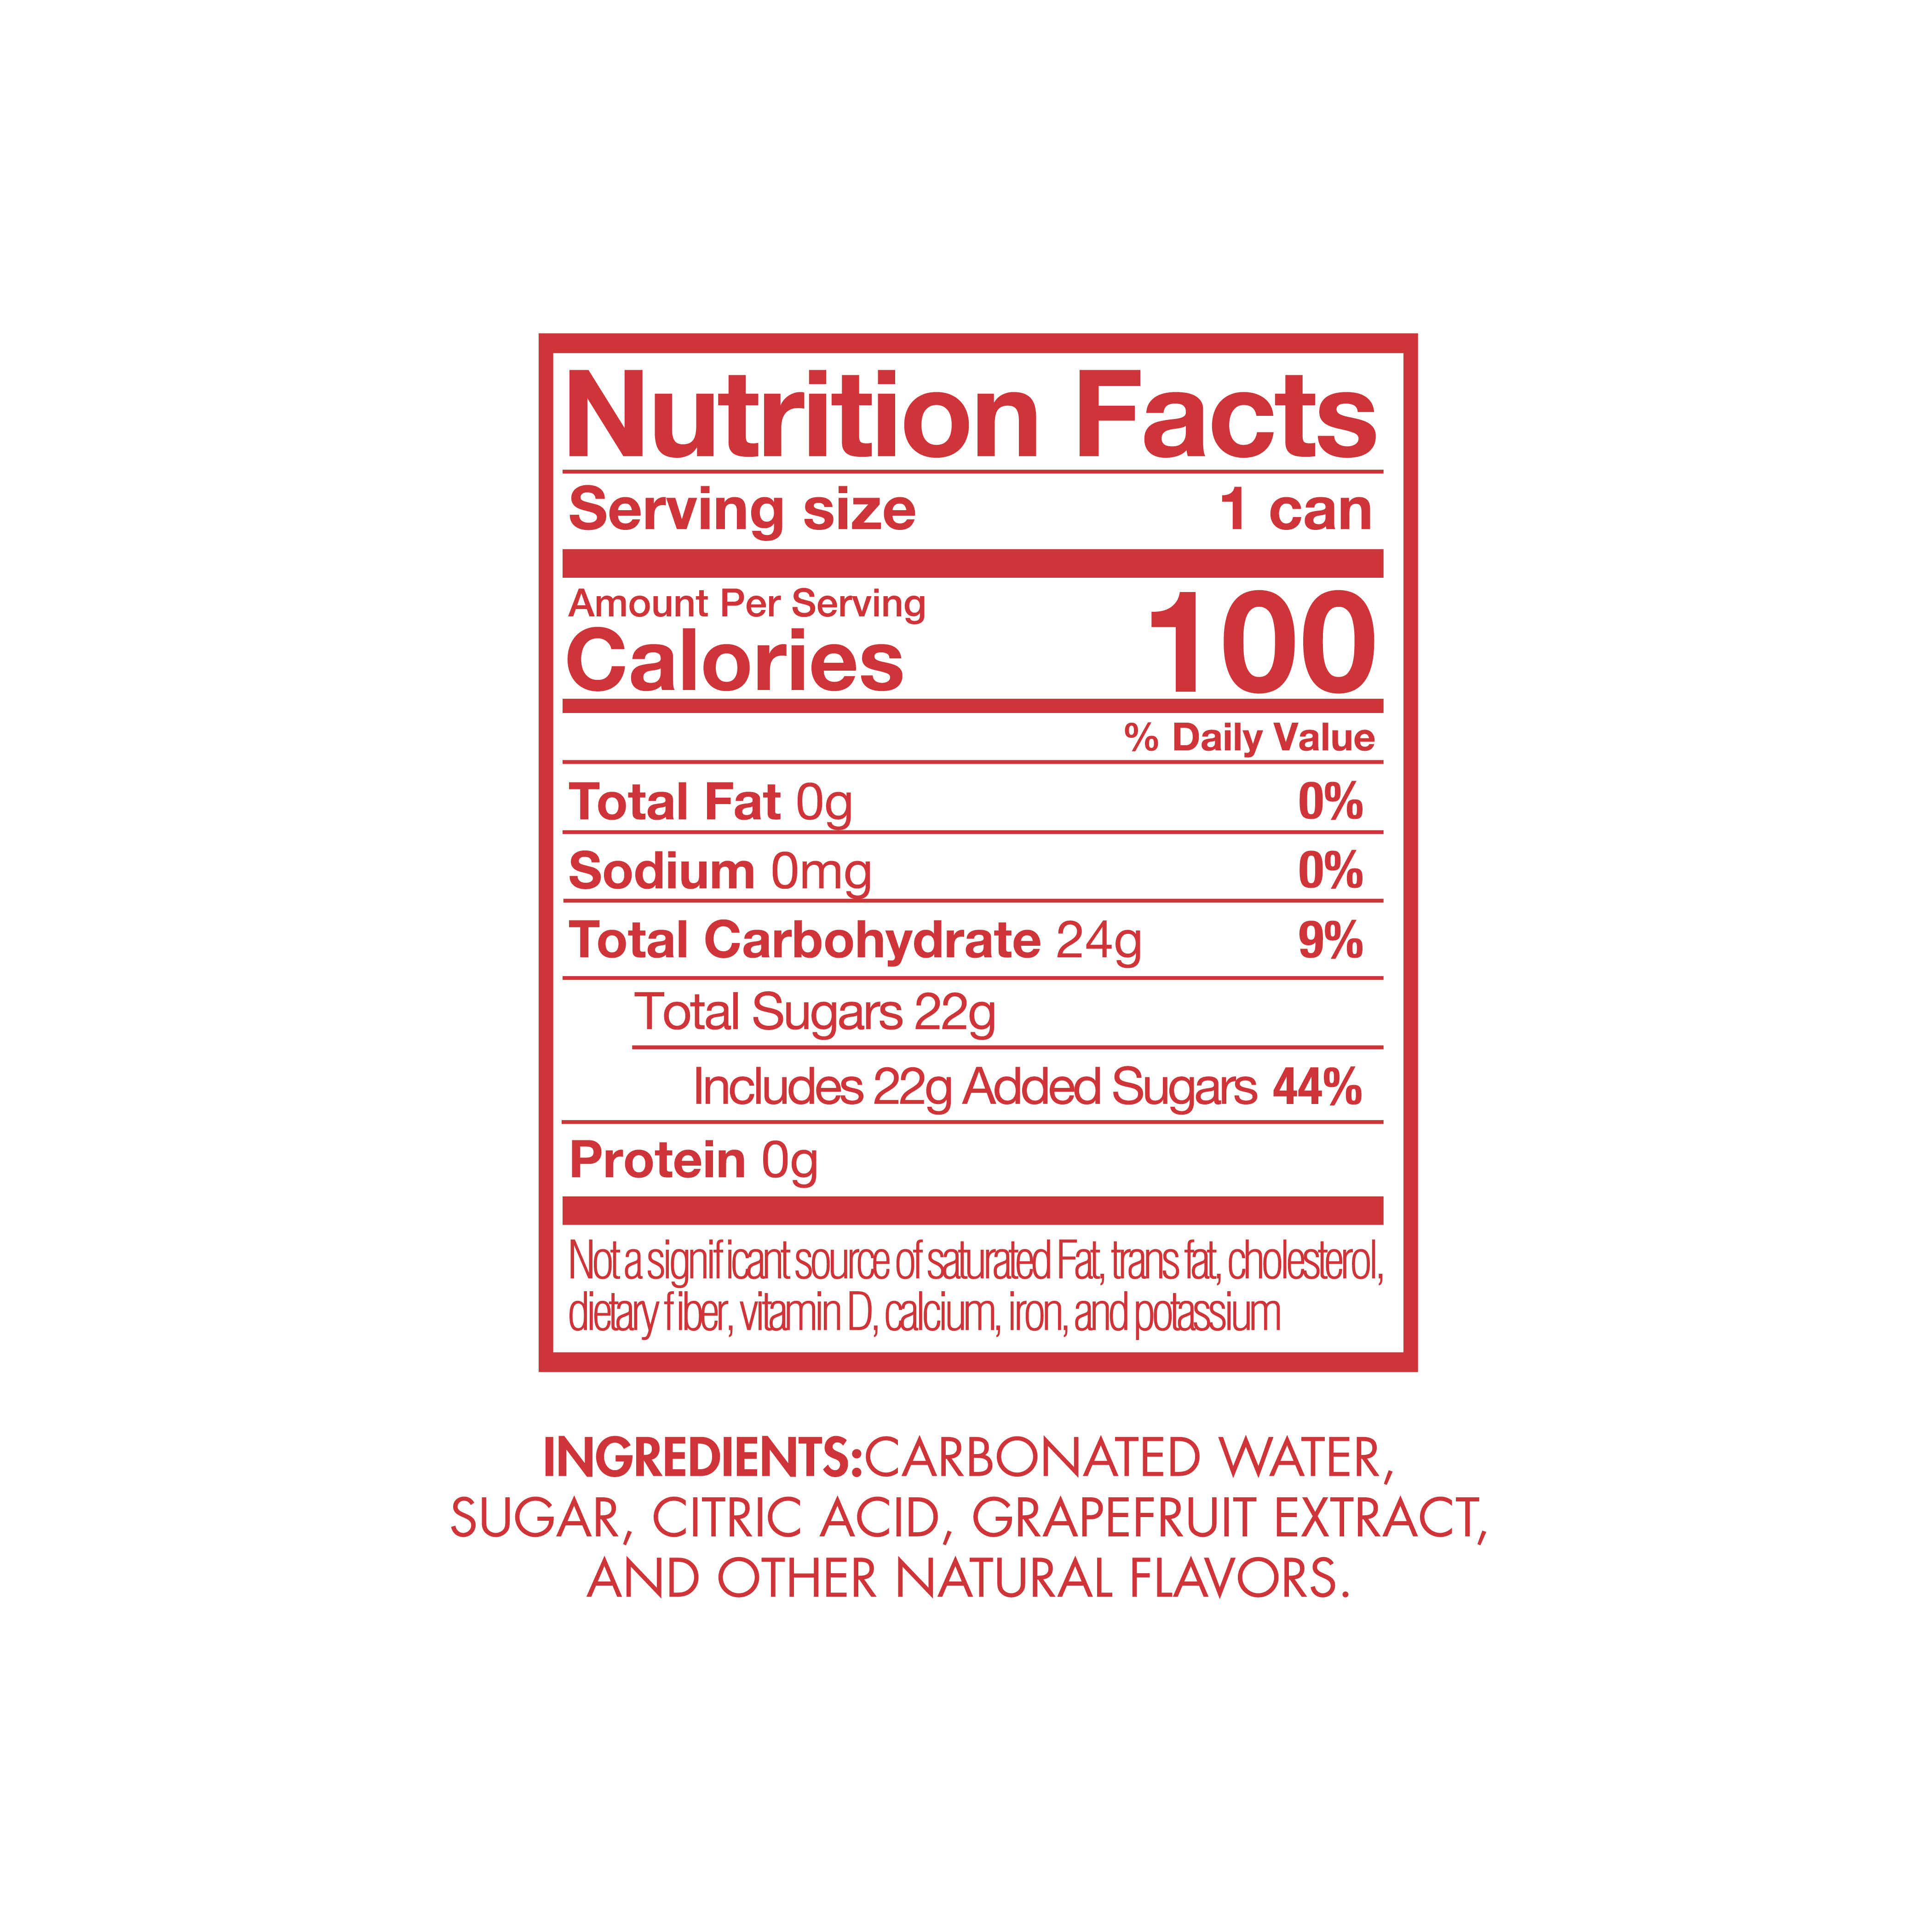 Nutrition Facts
Serving size 1 can
Amount Per Serving
Calories 100
% Daily Value
Total Fat 0g 0%
Sodium 0mg 0%
Total Carbohydrate 24g 9%
Total Sugars 22g
Includes 22g Added Sugars 44%
Protein 0g
Not a significant source of saturated Fat, trans fat, cholesterol,
dietary fiber, vitamin D, calcium, iron, and potassium
INGREDIENTS:CARBONATED WATER,
SUGAR, CITRIC ACID, GRAPEFRUIT EXTRACT,
AND OTHER NATURAL FLAVORS.